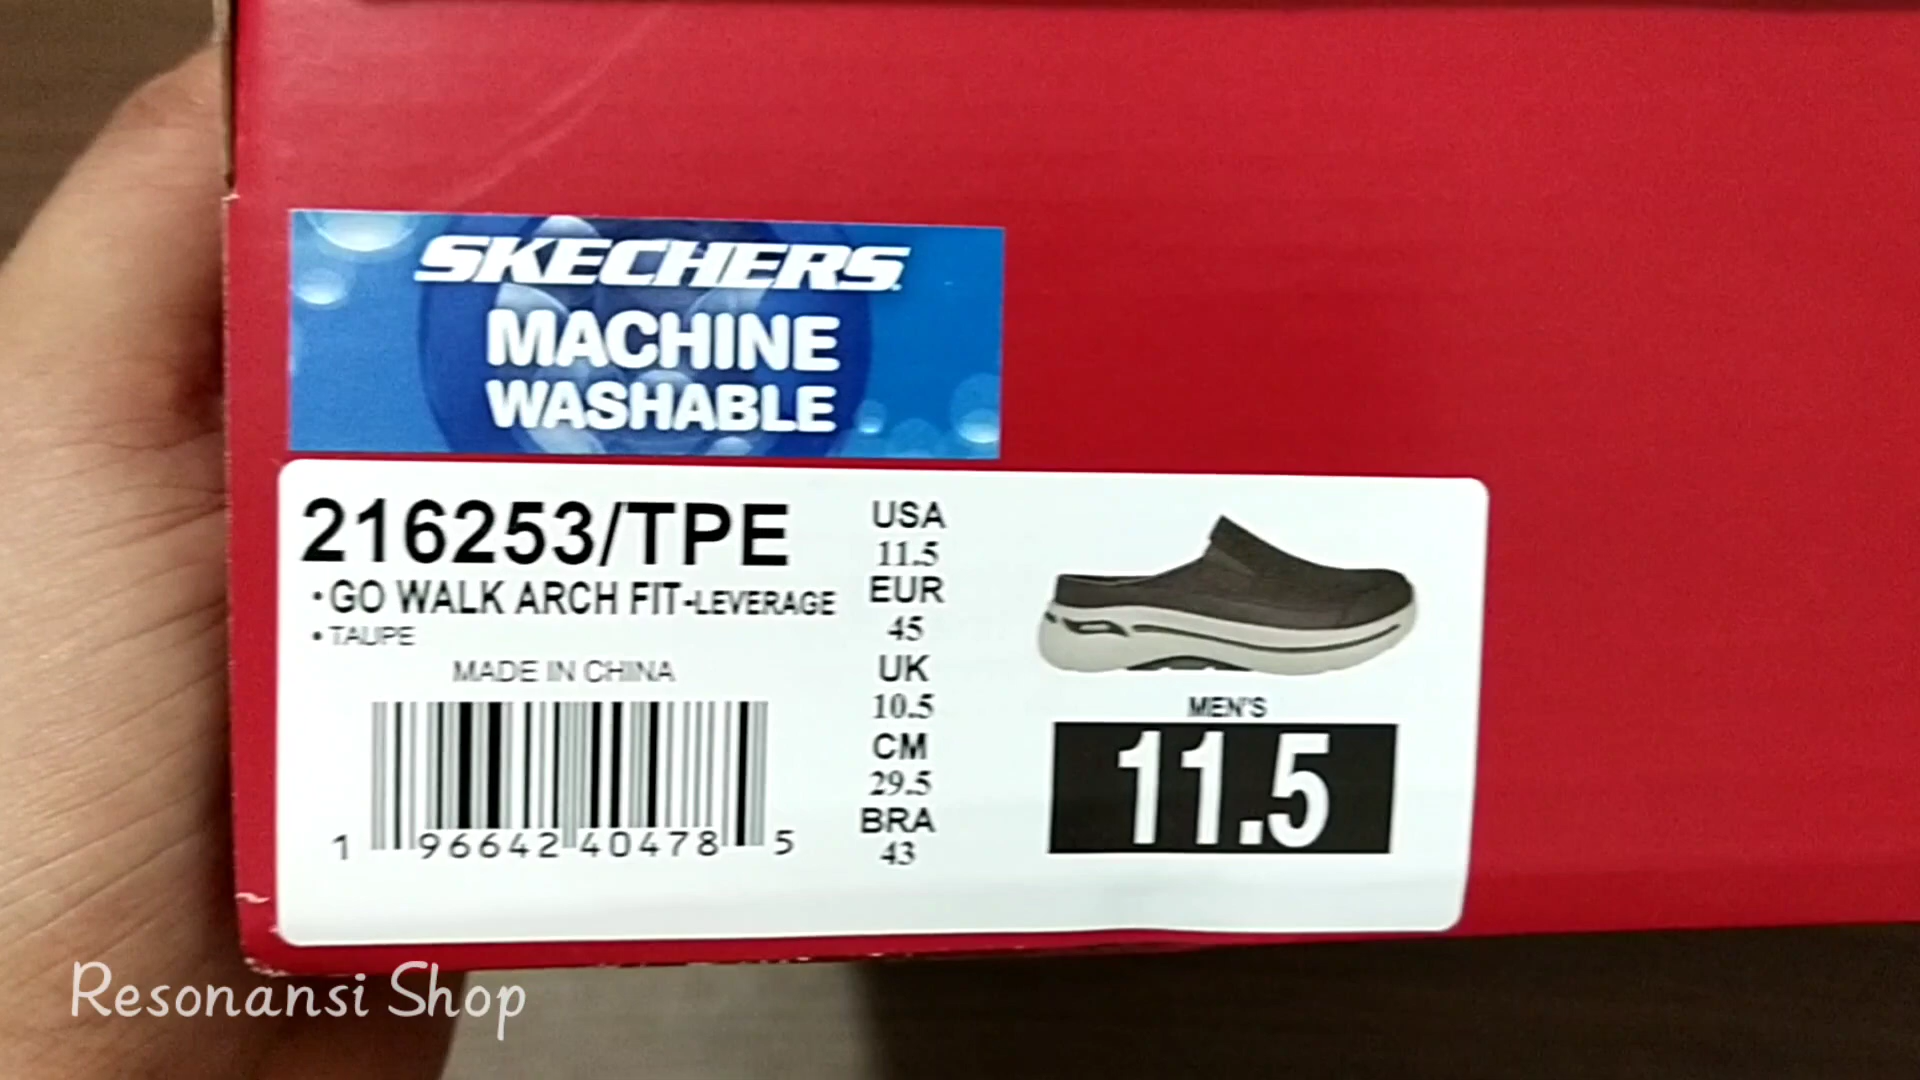 SKECHERS
MACHINE
WASHABLE
216253/TPE
• GO WALK ARCH FIT-LEVERAGE
• TAUPE
MADE IN CHINA
1 96642 40478 5
USA
11.5
EUR
45
UK
10.5
CM
29.5
BRA
43
MEN'S
11.5
Resonansi Shop